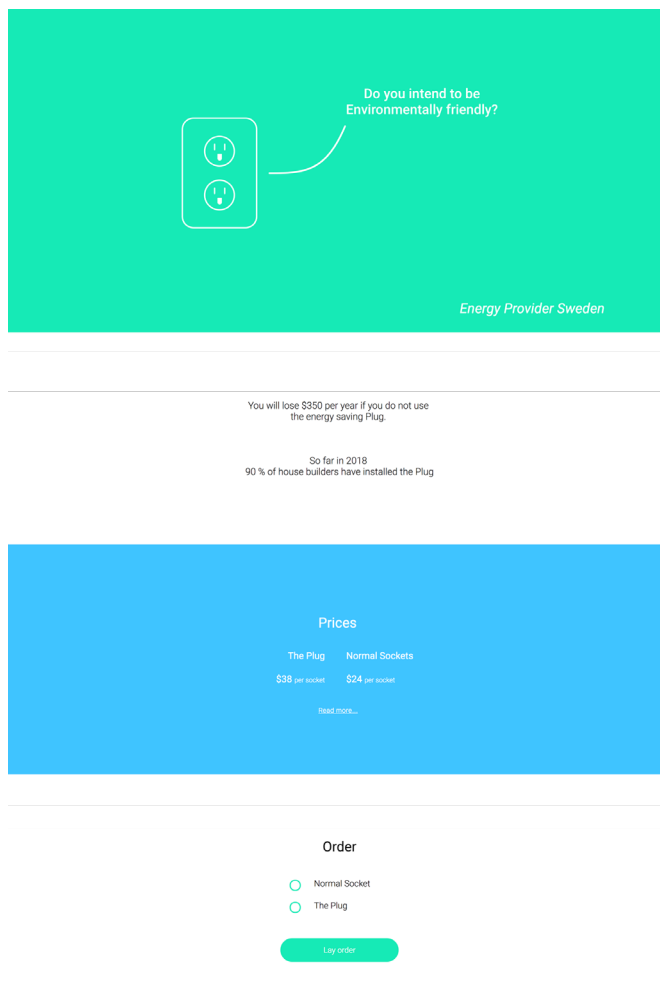 Do you intend to be
Environmentally friendly?
Energy Provider Sweden
You will lose $350 per year if you do not use
the energy saving Plug.
So far in 2018
90 % of house builders have installed the Plug
Prices
The Plug Normal Sockets
$38 per socket $24 per socket
Read more...
Order
Normal Socket
The Plug
Lay order